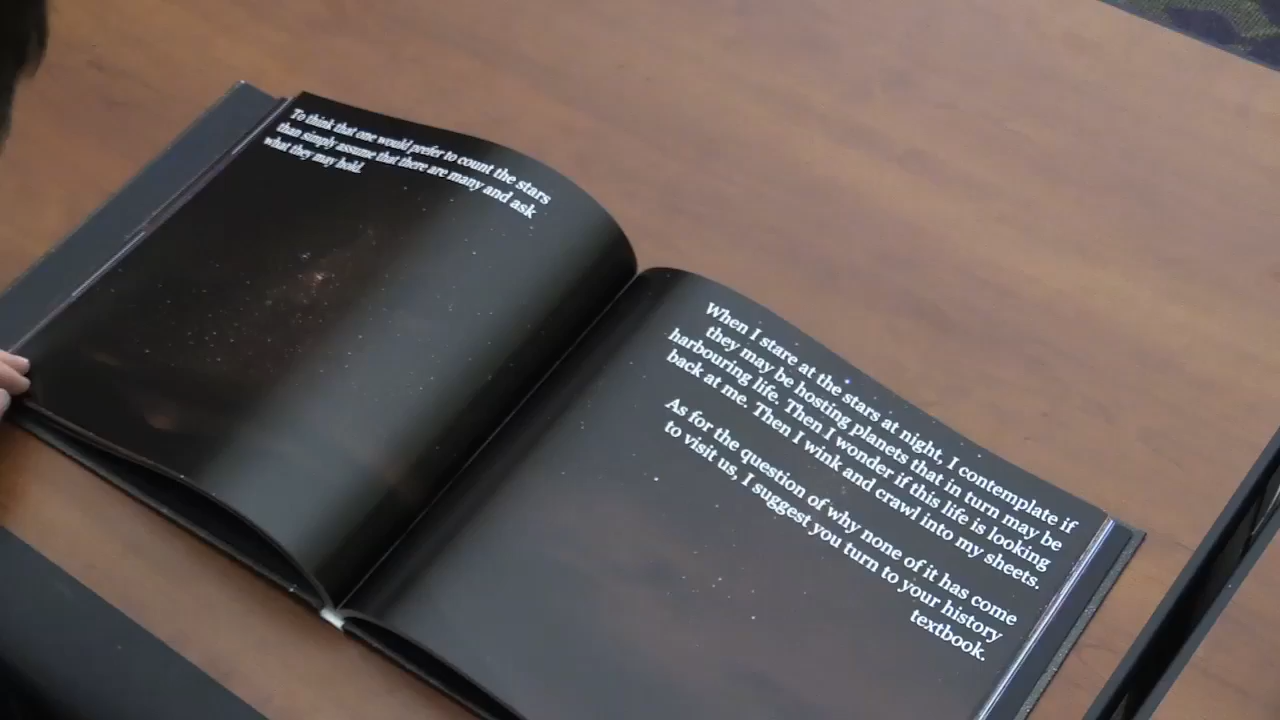 To think that one would prefer to count the stars
than simply assume that there are many and ask
what they may hold.
When I stare at the stars at night, I contemplate if
they may be hosting planets that in turn may be
harbouring life. Then I wonder if this life is looking
back at me. Then I wink and crawl into my sheets.
As for the question of why none of it has come
to visit us, I suggest you turn to your history
textbook.